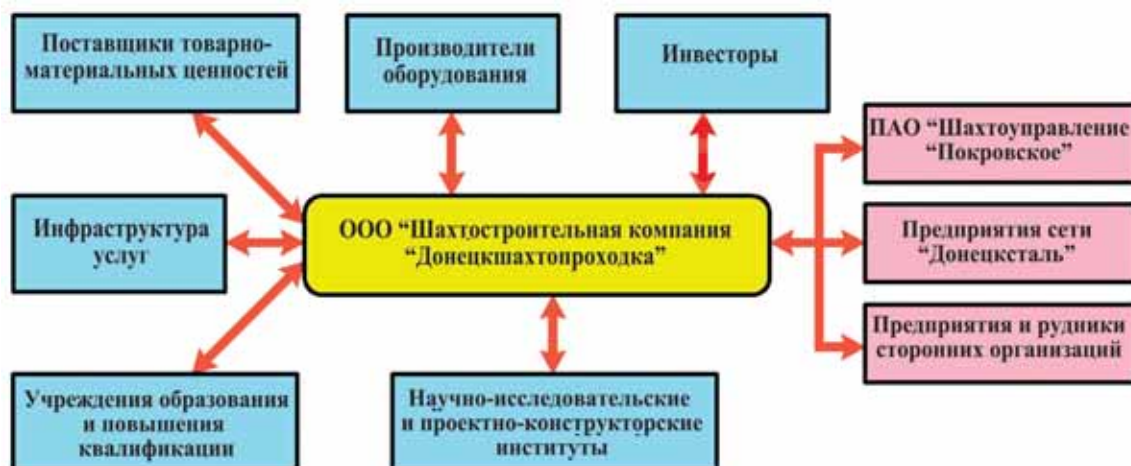 Поставщики товарно-
материальных ценностей
Производители
оборудования
Инвесторы
ПАО “Шахтоуправление
“Покровское”
Инфраструктура
услуг
ООО “Шахтостроительная компания
“Донецкшахтопроходка”
Предприятия сети
“Донецксталь”
Предприятия и рудники
сторонних организаций
Учреждения образования
и повышения
квалификации
Научно-исследовательские
и проектно-конструкторские
институты